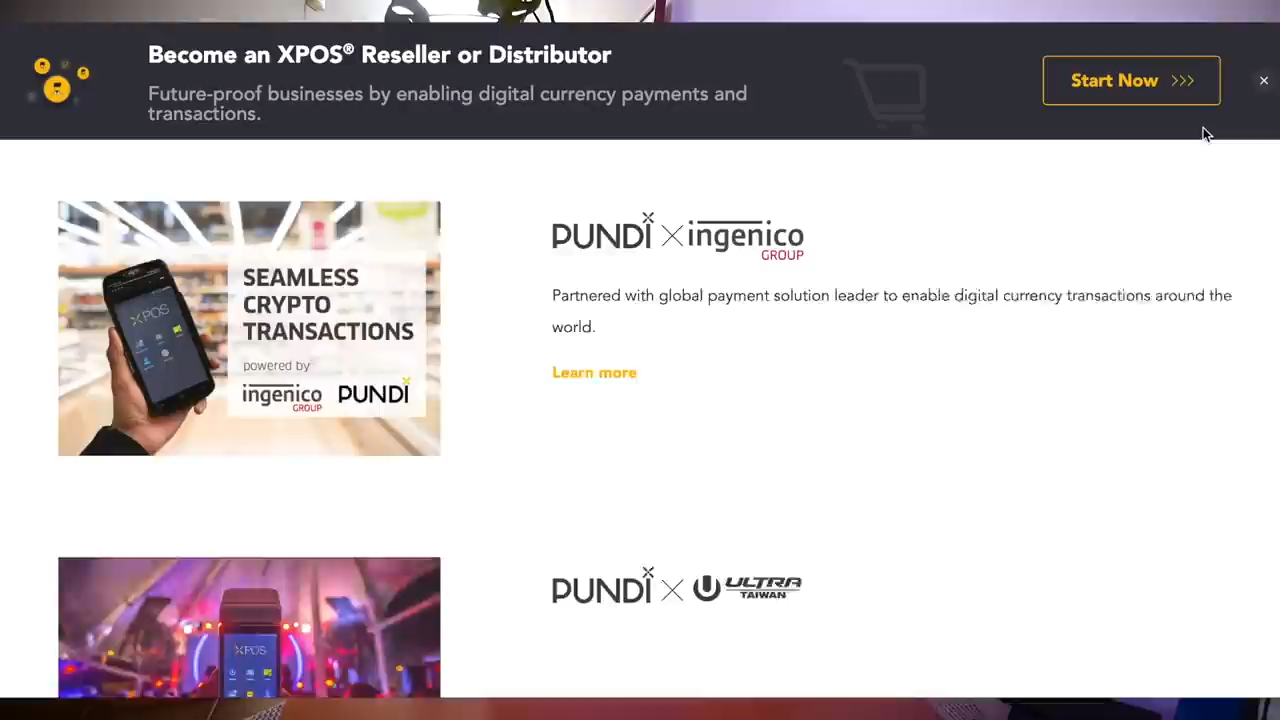 Become an XPOS® Reseller or Distributor
Future-proof businesses by enabling digital currency payments and
transactions.
Start Now >>>
×
SEAMLESS
CRYPTO
TRANSACTIONS
powered by
ingenico
GROUP
PUNDI X
XPOS
PUNDI X × ingenico
GROUP
Partnered with global payment solution leader to enable digital currency transactions around the
world.
Learn more
XPOS
PUNDI X × U ULTRA
TAIWAN